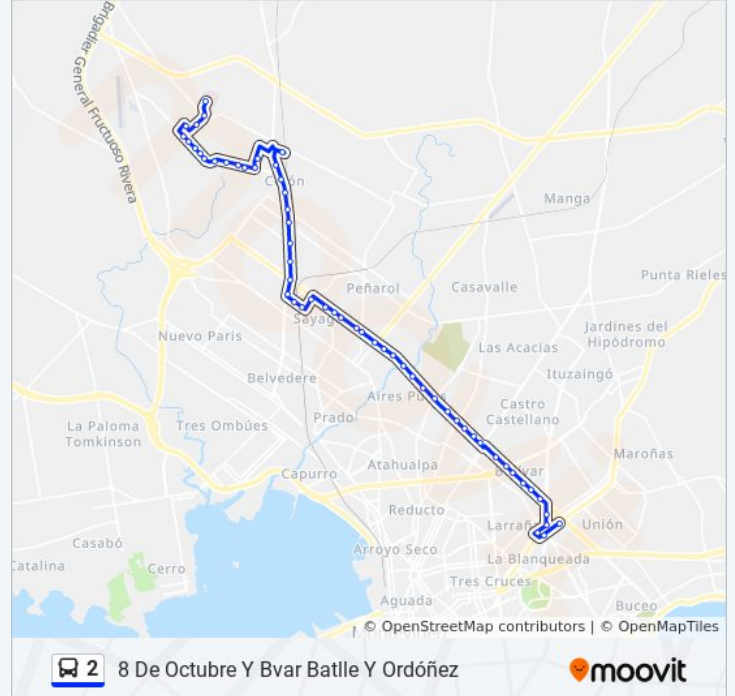 Brigadier General Fructuoso Rivera
Colón
Manga
Punta Rieles
Peñarol
Casavalle
Sayago
Nuevo Paris
Jardines del
Hipódromo
Las Acacias
Belvedere
Ituzaingó
Aires Puros
Castro
Castellano
Prado
La Paloma
Tomkinson
Tres Ombúes
Maroñas
Atahualpa
Bolívar
Capurro
Reducto
Larrañaga
Unión
Arroyo Seco
Casabó
La Blanqueada
Catalina
Cerro
Tres Cruces
Aguada
Buceo
© OpenStreetMap contributors | © OpenMapTiles
2 8 De Octubre Y Bvar Batlle Y Ordóñez
moovit